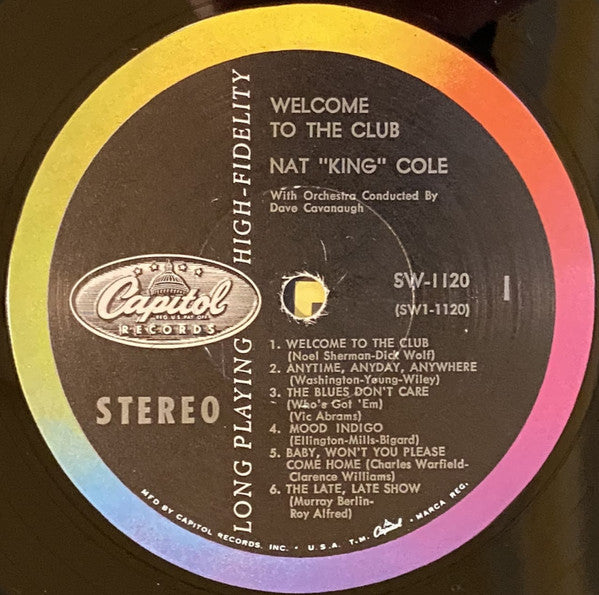 WELCOME
TO THE CLUB
NAT "KING" COLE
With Orchestra Conducted By
Dave Cavanaugh
LONG PLAYING HIGH-FIDELITY
Capitol
REG. U.S. PAT. OFF.
RECORDS
STEREO
SW-1120
(SW1-1120)
1
1. WELCOME TO THE CLUB
(Noel Sherman-Dick Wolf)
2. ANYTIME, ANYDAY, ANYWHERE
(Washington-Young-Wiley)
3. THE BLUES DON'T CARE
(Who's Got 'Em)
(Vic Abrams)
4. MOOD INDIGO
(Ellington-Mills-Bigard)
5. BABY, WON'T YOU PLEASE
COME HOME (Charles Warfield-
Clarence Williams)
6. THE LATE, LATE SHOW
(Murray Berlin-
Roy Alfred)
MFD BY CAPITOL RECORDS, INC. • U.S.A. T.M. Capitol • MARCA REG.